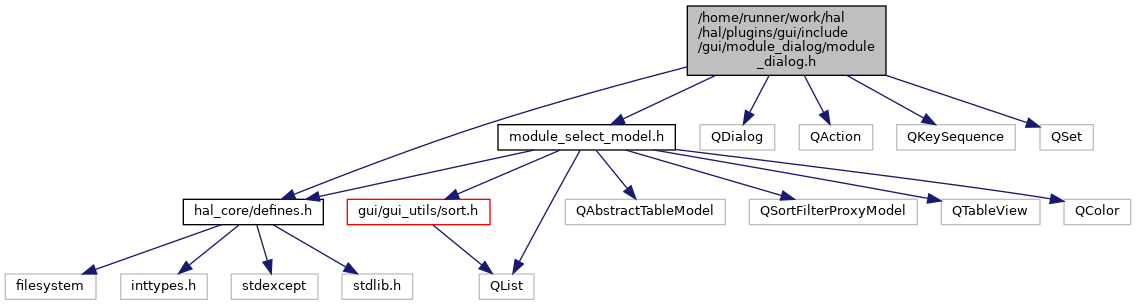 /home/runner/work/hal
/hal/plugins/gui/include
/gui/module_dialog/module
_dialog.h
module_select_model.h
QDialog
QAction
QKeySequence
QSet
hal_core/defines.h
gui/gui_utils/sort.h
QAbstractTableModel
QSortFilterProxyModel
QTableView
QColor
filesystem
inttypes.h
stdexcept
stdlib.h
QList